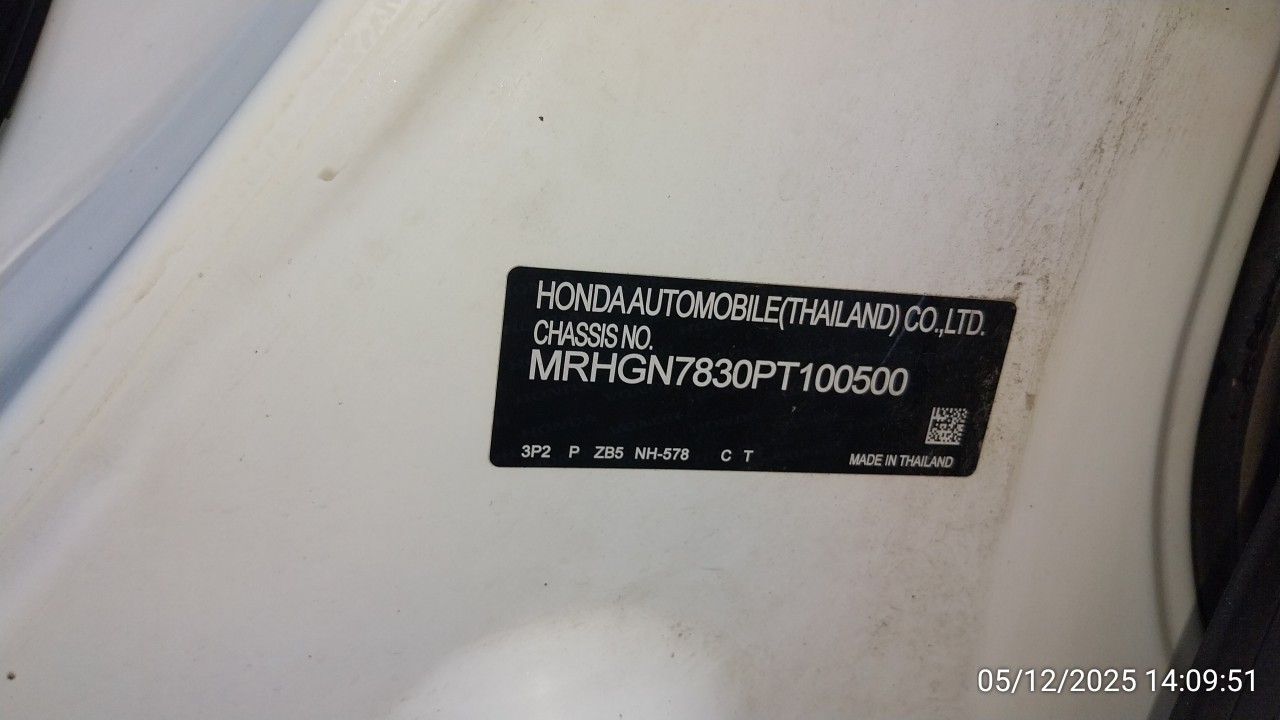 HONDA AUTOMOBILE (THAILAND) CO.,LTD.
CHASSIS NO.
MRHGN7830PT100500
3P2 P ZB5 NH-578 C T
MADE IN THAILAND
05/12/2025 14:09:51